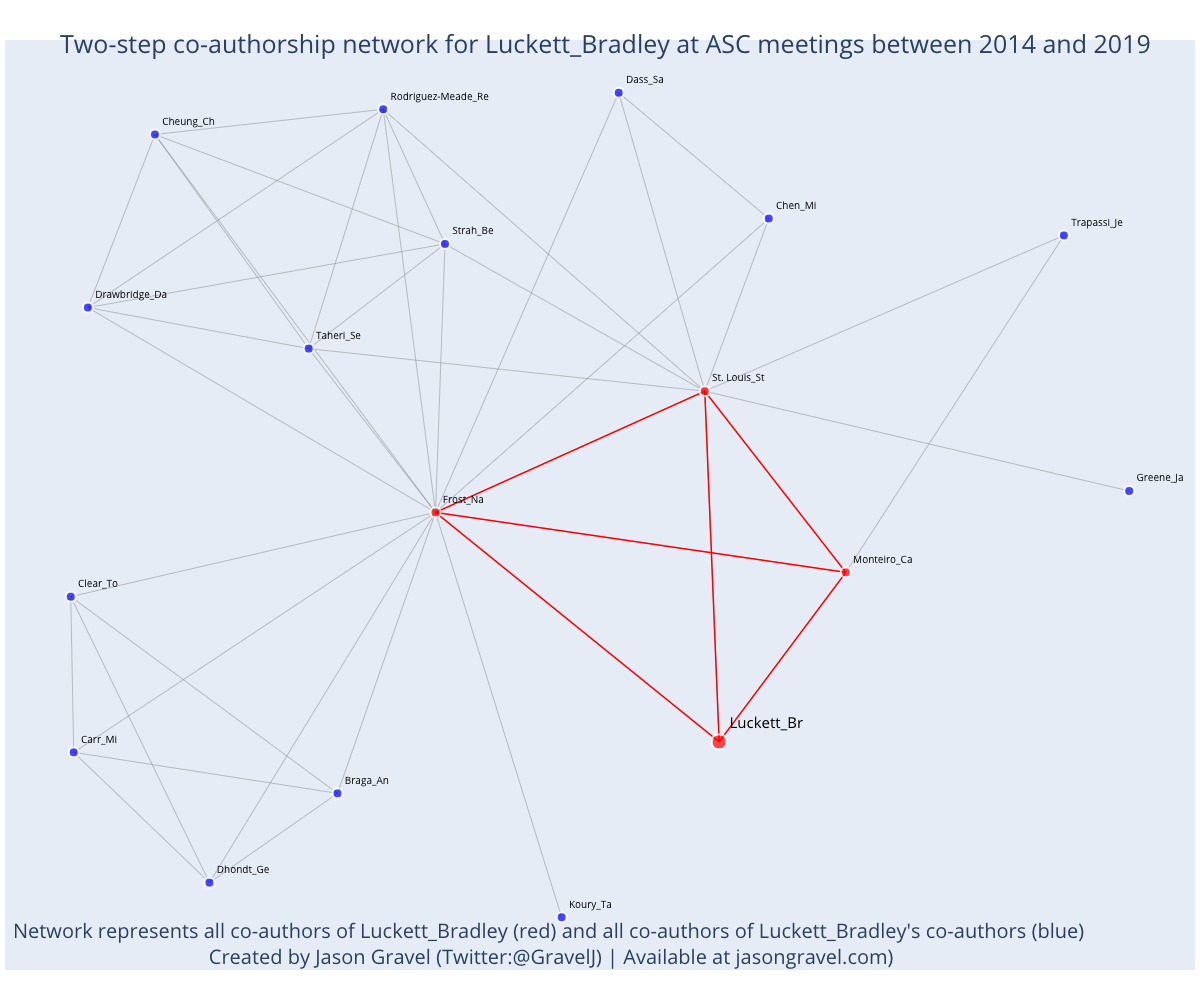 Two-step co-authorship network for Luckett_Bradley at ASC meetings between 2014 and 2019
Dass_Sa
Rodriguez-Meade_Re
Cheung_Ch
Chen_Mi
Trapassi_Je
Strah_Be
Drawbridge_Da
Taheri_Se
St. Louis_St
Greene_Ja
Frost_Na
Monteiro_Ca
Clear_To
Luckett_Br
Carr_Mi
Braga_An
Dhondt_Ge
Koury_Ta
Network represents all co-authors of Luckett_Bradley (red) and all co-authors of Luckett_Bradley's co-authors (blue)
Created by Jason Gravel (Twitter:@GravelJ) | Available at jasongravel.com)